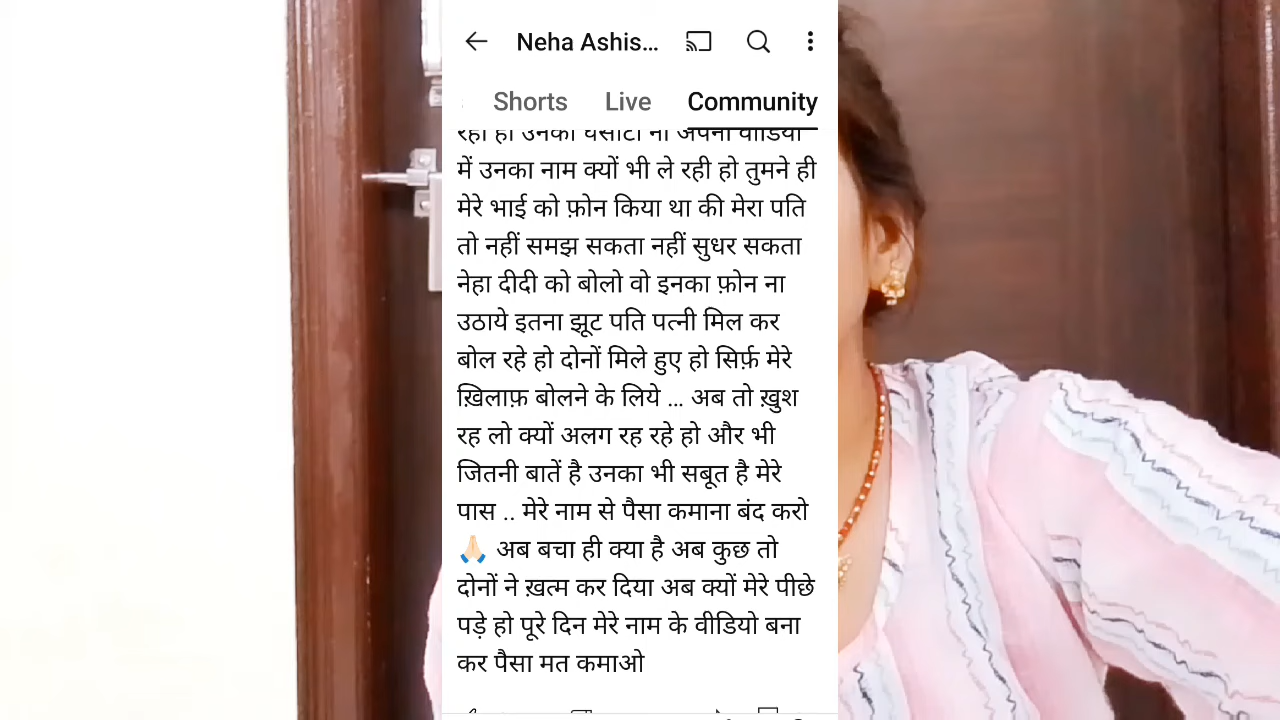 Neha Ashis...
Shorts Live Community
में उनका नाम क्यों भी ले रही हो तुमने ही
मेरे भाई को फ़ोन किया था की मेरा पति
तो नहीं समझ सकता नहीं सुधर सकता
नेहा दीदी को बोलो वो इनका फ़ोन ना
उठाये इतना झूट पति पत्नी मिल कर
बोल रहे हो दोनों मिले हुए हो सिर्फ़ मेरे
ख़िलाफ़ बोलने के लिये ... अब तो ख़ुश
रह लो क्यों अलग रह रहे हो और भी
जितनी बातें है उनका भी सबूत है मेरे
पास .. मेरे नाम से पैसा कमाना बंद करो
🙏🏻 अब बचा ही क्या है अब कुछ तो
दोनों ने ख़त्म कर दिया अब क्यों मेरे पीछे
पड़े हो पूरे दिन मेरे नाम के वीडियो बना
कर पैसा मत कमाओ